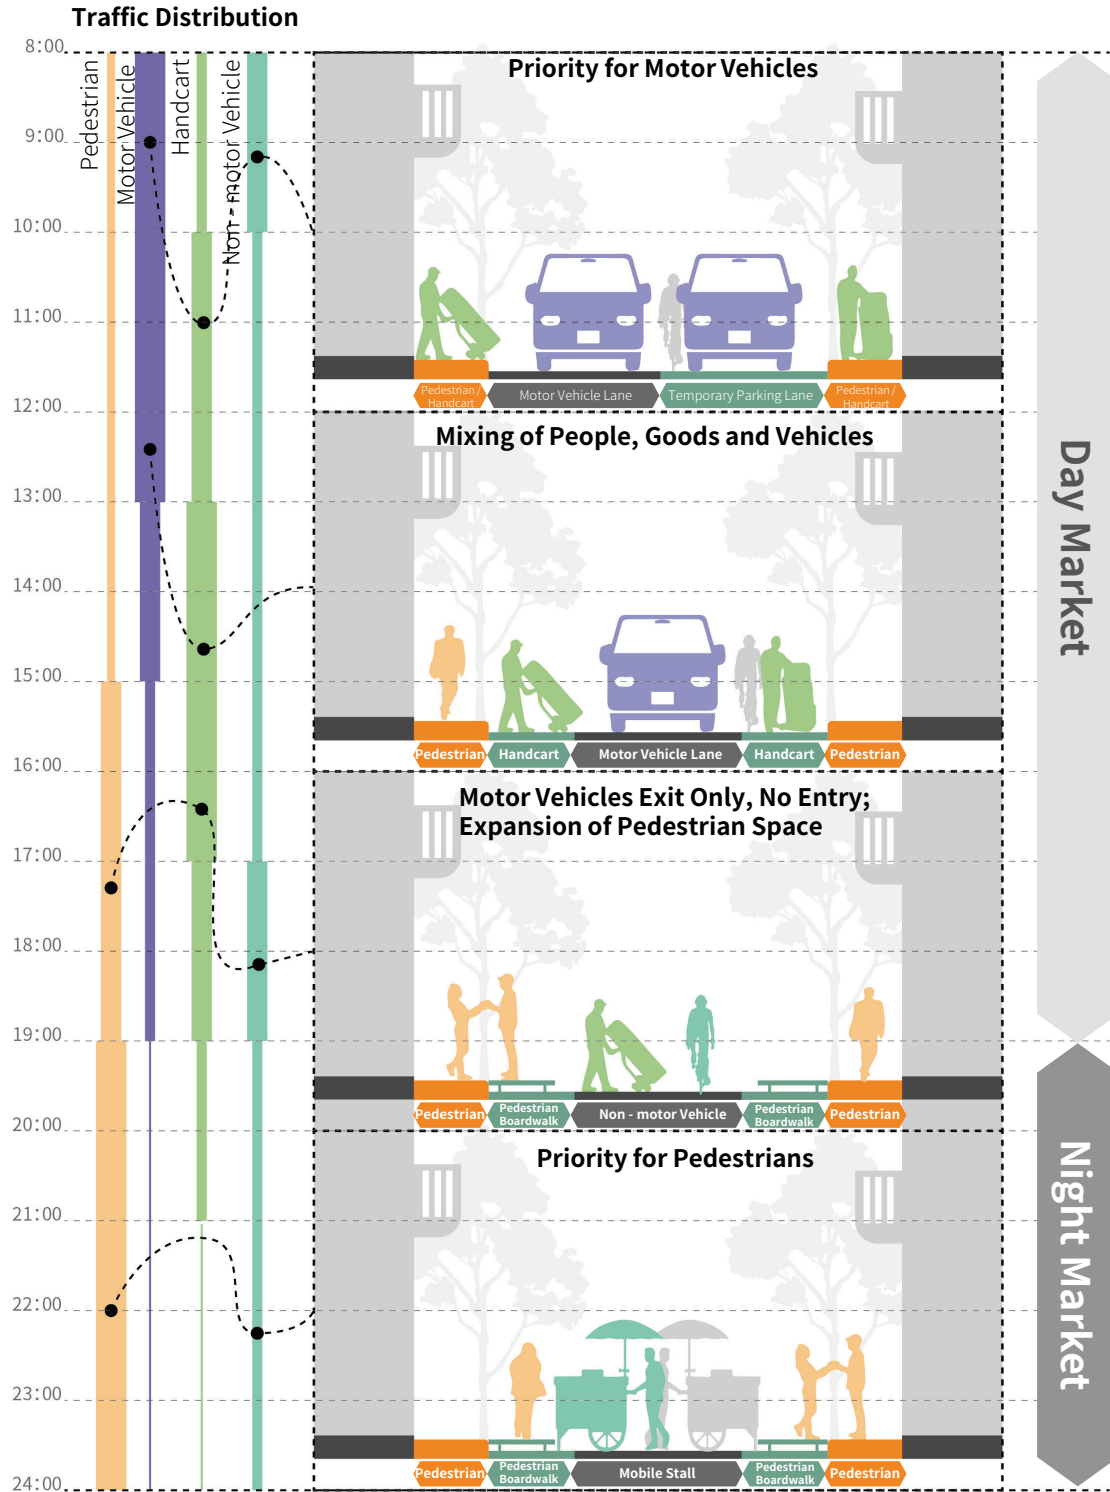 Traffic Distribution
8:00
9:00
10:00
11:00
12:00
13:00
14:00
15:00
16:00
17:00
18:00
19:00
20:00
21:00
22:00
23:00
24:00
Pedestrian
Motor Vehicle
Handcart
Non - motor Vehicle
Priority for Motor Vehicles
Pedestrian /
Handcart
Motor Vehicle Lane
Temporary Parking Lane
Pedestrian /
Handcart
Mixing of People, Goods and Vehicles
Pedestrian
Handcart
Motor Vehicle Lane
Handcart
Pedestrian
Motor Vehicles Exit Only, No Entry;
Expansion of Pedestrian Space
Pedestrian
Pedestrian
Boardwalk
Non - motor Vehicle
Pedestrian
Boardwalk
Pedestrian
Priority for Pedestrians
Pedestrian
Pedestrian
Boardwalk
Mobile Stall
Pedestrian
Boardwalk
Pedestrian
Day Market
Night Market